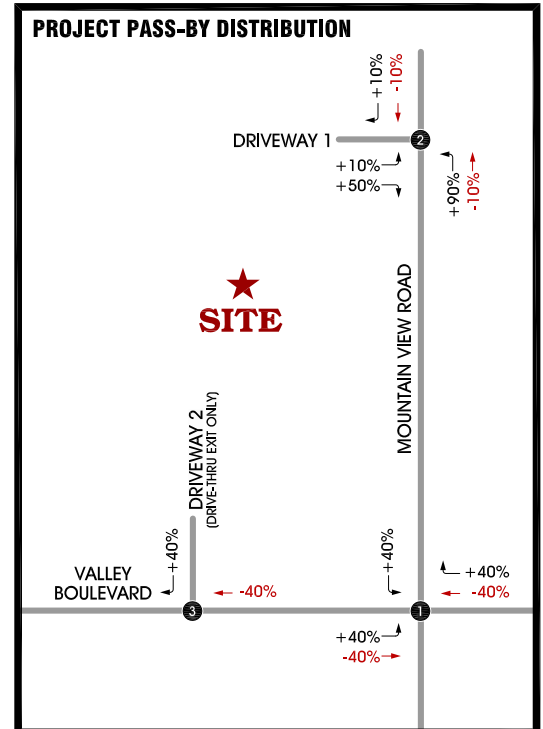 PROJECT PASS-BY DISTRIBUTION
+10%
-10%
DRIVEWAY 1
2
+10%
+50%
+90%
-10%
SITE
MOUNTAIN VIEW ROAD
DRIVEWAY 2
(DRIVE-THRU EXIT ONLY)
+40%
+40%
VALLEY
BOULEVARD
-40%
+40%
-40%
3
1
+40%
-40%